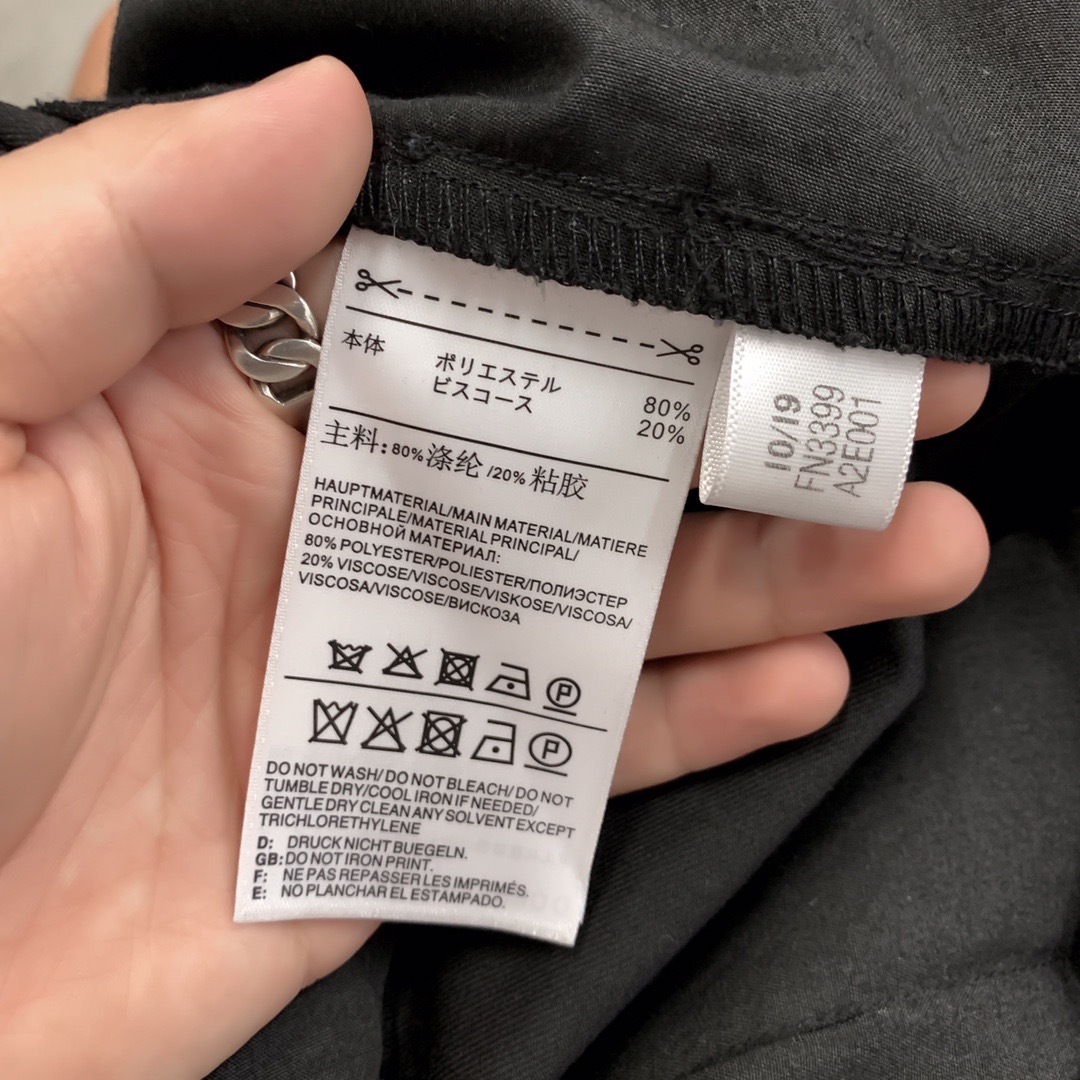 本体 ポリエステル 80%
ビスコース 20%
主料: 80% 涤纶 /20% 粘胶
HAUPTMATERIAL/MAIN MATERIAL/MATIERE
PRINCIPALE/MATERIAL PRINCIPAL/
ОСНОВНОЙ МАТЕРИАЛ:
80% POLYESTER/POLIESTER/ПОЛИЭСТЕР
20% VISCOSE/VISCOSE/VISKOSE/VISCOSA/
VISCOSA/VISCOSE/ВИСКОЗА
P
P
DO NOT WASH/ DO NOT BLEACH/ DO NOT
TUMBLE DRY/COOL IRON IF NEEDED/
GENTLE DRY CLEAN ANY SOLVENT EXCEPT
TRICHLORETHYLENE
D: DRUCK NICHT BUEGELN.
GB: DO NOT IRON PRINT.
F: NE PAS REPASSER LES IMPRIMÉS.
E: NO PLANCHAR EL ESTAMPADO.
10/19
FN3399
A2E001